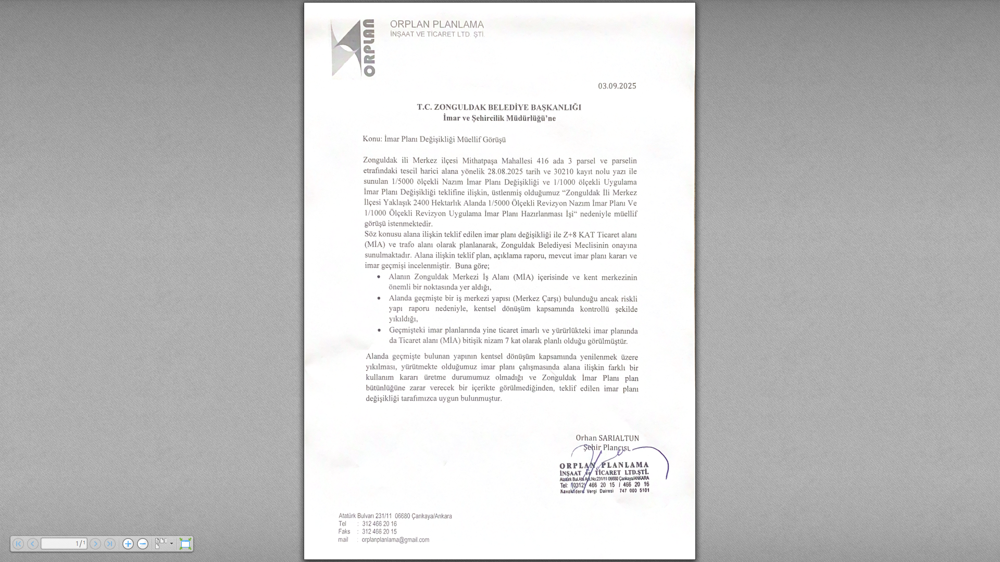 ORPLAN
ORPLAN PLANLAMA
İNŞAAT VE TİCARET LTD. ŞTİ.
03.09.2025
T.C. ZONGULDAK BELEDİYE BAŞKANLIĞI
İmar ve Şehircilik Müdürlüğü'ne
Konu: İmar Planı Değişikliği Müellif Görüşü
Zonguldak ili Merkez ilçesi Mithatpaşa Mahallesi 416 ada 3 parsel ve parselin
etrafındaki tescil harici alana yönelik 28.08.2025 tarih ve 30210 kayıt nolu yazı ile
sunulan 1/5000 ölçekli Nazım İmar Planı Değişikliği ve 1/1000 ölçekli Uygulama
İmar Planı Değişikliği teklifine ilişkin, üstlenmiş olduğumuz “Zonguldak İli Merkez
İlçesi Yaklaşık 2400 Hektarlık Alanda 1/5000 Ölçekli Revizyon Nazım İmar Planı Ve
1/1000 Ölçekli Revizyon Uygulama İmar Planı Hazırlanması İşi“ nedeniyle müellif
görüşü istenmektedir.
Söz konusu alana ilişkin teklif edilen imar planı değişikliği ile Z+8 KAT Ticaret alanı
(MİA) ve trafo alanı olarak planlanarak, Zonguldak Belediyesi Meclisinin onayına
sunulmaktadır. Alana ilişkin teklif plan, açıklama raporu, mevcut imar planı kararı ve
imar geçmişi incelenmiştir. Buna göre;
• Alanın Zonguldak Merkezi İş Alanı (MİA) içerisinde ve kent merkezinin
önemli bir noktasında yer aldığı,
• Alanda geçmişte bir iş merkezi yapısı (Merkez Çarşı) bulunduğu ancak riskli
yapı raporu nedeniyle, kentsel dönüşüm kapsamında kontrollü şekilde
yıkıldığı,
• Geçmişteki imar planlarında yine ticaret imarlı ve yürürlükteki imar planında
da Ticaret alanı (MİA) bitişik nizam 7 kat olarak planlı olduğu görülmüştür.
Alanda geçmişte bulunan yapının kentsel dönüşüm kapsamında yenilenmek üzere
yıkılması, yürütmekte olduğumuz imar planı çalışmasında alana ilişkin farklı bir
kullanım kararı üretme durumumuz olmadığı ve Zonguldak İmar Planı plan
bütünlüğüne zarar verecek bir içerikte görülmediğinden, teklif edilen imar planı
değişikliği tarafımızca uygun bulunmuştur.
Orhan SARIALTUN
Şehir Plancısı
ORPLAN PLANLAMA
İNŞAAT ve TİCARET LTD.ŞTİ.
Atatürk Bul.Ata Apt.No:231/11 06680 Çankaya/ANKARA
Tel: (0312) 466 20 15 / 466 20 16
Kavaklıdere Vergi Dairesi 747 000 5101
Atatürk Bulvarı 231/11 06680 Çankaya/Ankara
Tel : 312 466 20 16
Faks : 312 466 20 15
mail : orplanplanlama@gmail.com
1/1